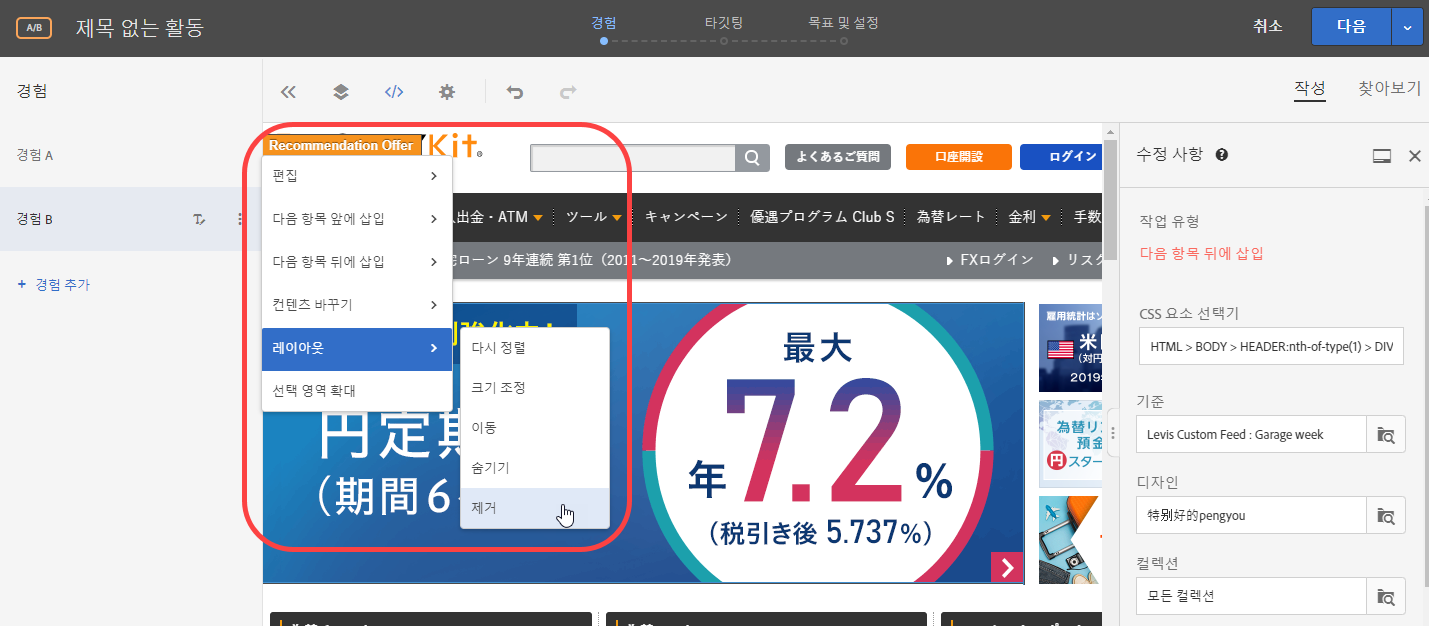 A/B 제목 없는 활동
경험 타깃팅 목표 및 설정
취소 다음
경험
경험 A
경험 B
+ 경험 추가
작성 찾아보기
Recommendation Offer
Kit
편집
다음 항목 앞에 삽입
다음 항목 뒤에 삽입
컨텐츠 바꾸기
레이아웃
선택 영역 확대
다시 정렬
크기 조정
이동
숨기기
제거
よくあるご質問 口座開設 ログイン
出金・ATM ツール キャンペーン 優遇プログラム Club S 為替レート 金利 手数
ローン 9年連続 第1位（2011～2019年発表） FXログイン リスク
円定期
（期間6
最大
年7.2%
（税引き後 5.737%）
雇用統計は
米
(対円
2019
為替リ
預金
円スター
수정 사항
작업 유형
다음 항목 뒤에 삽입
CSS 요소 선택기
HTML > BODY > HEADER:nth-of-type(1) > DIV
기준
Levis Custom Feed : Garage week
디자인
特别好的pengyou
컬렉션
모든 컬렉션